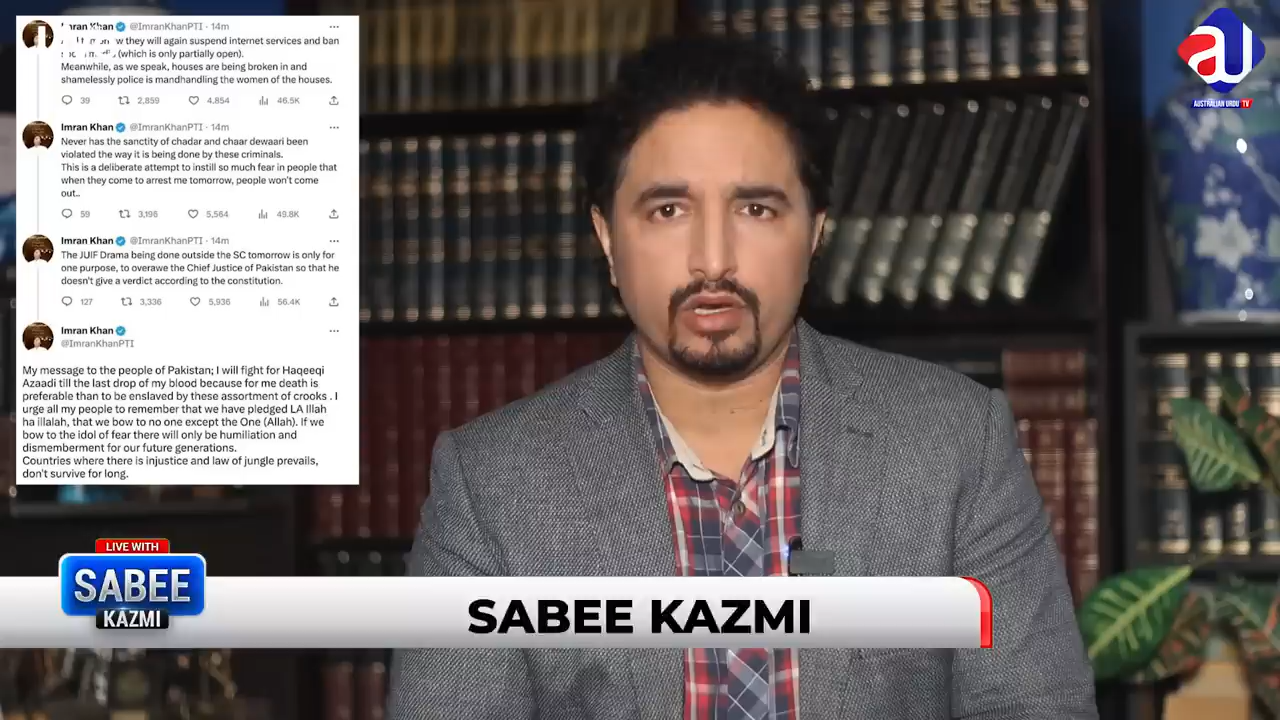 Imran Khan @ImranKhanPTI · 14m
w they will again suspend internet services and ban
(which is only partially open).
Meanwhile, as we speak, houses are being broken in and
shamelessly police is mandhandling the women of the houses.
39 2,859 4,854 46.5K
Imran Khan @ImranKhanPTI · 14m
Never has the sanctity of chadar and chaar dewaari been
violated the way it is being done by these criminals.
This is a deliberate attempt to instill so much fear in people that
when they come to arrest me tomorrow, people won't come
out..
59 3,196 5,564 49.8K
Imran Khan @ImranKhanPTI · 14m
The JUIF Drama being done outside the SC tomorrow is only for
one purpose, to overawe the Chief Justice of Pakistan so that he
doesn't give a verdict according to the constitution.
127 3,336 5,936 56.4K
Imran Khan
@ImranKhanPTI
My message to the people of Pakistan; I will fight for Haqeeqi
Azaadi till the last drop of my blood because for me death is
preferable than to be enslaved by these assortment of crooks . I
urge all my people to remember that we have pledged LA Illah
ha illalah, that we bow to no one except the One (Allah). If we
bow to the idol of fear there will only be humiliation and
dismemberment for our future generations.
Countries where there is injustice and law of jungle prevails,
don't survive for long.
au
AUSTRALIAN URDU TV
LIVE WITH
SABEE
KAZMI
SABEE KAZMI